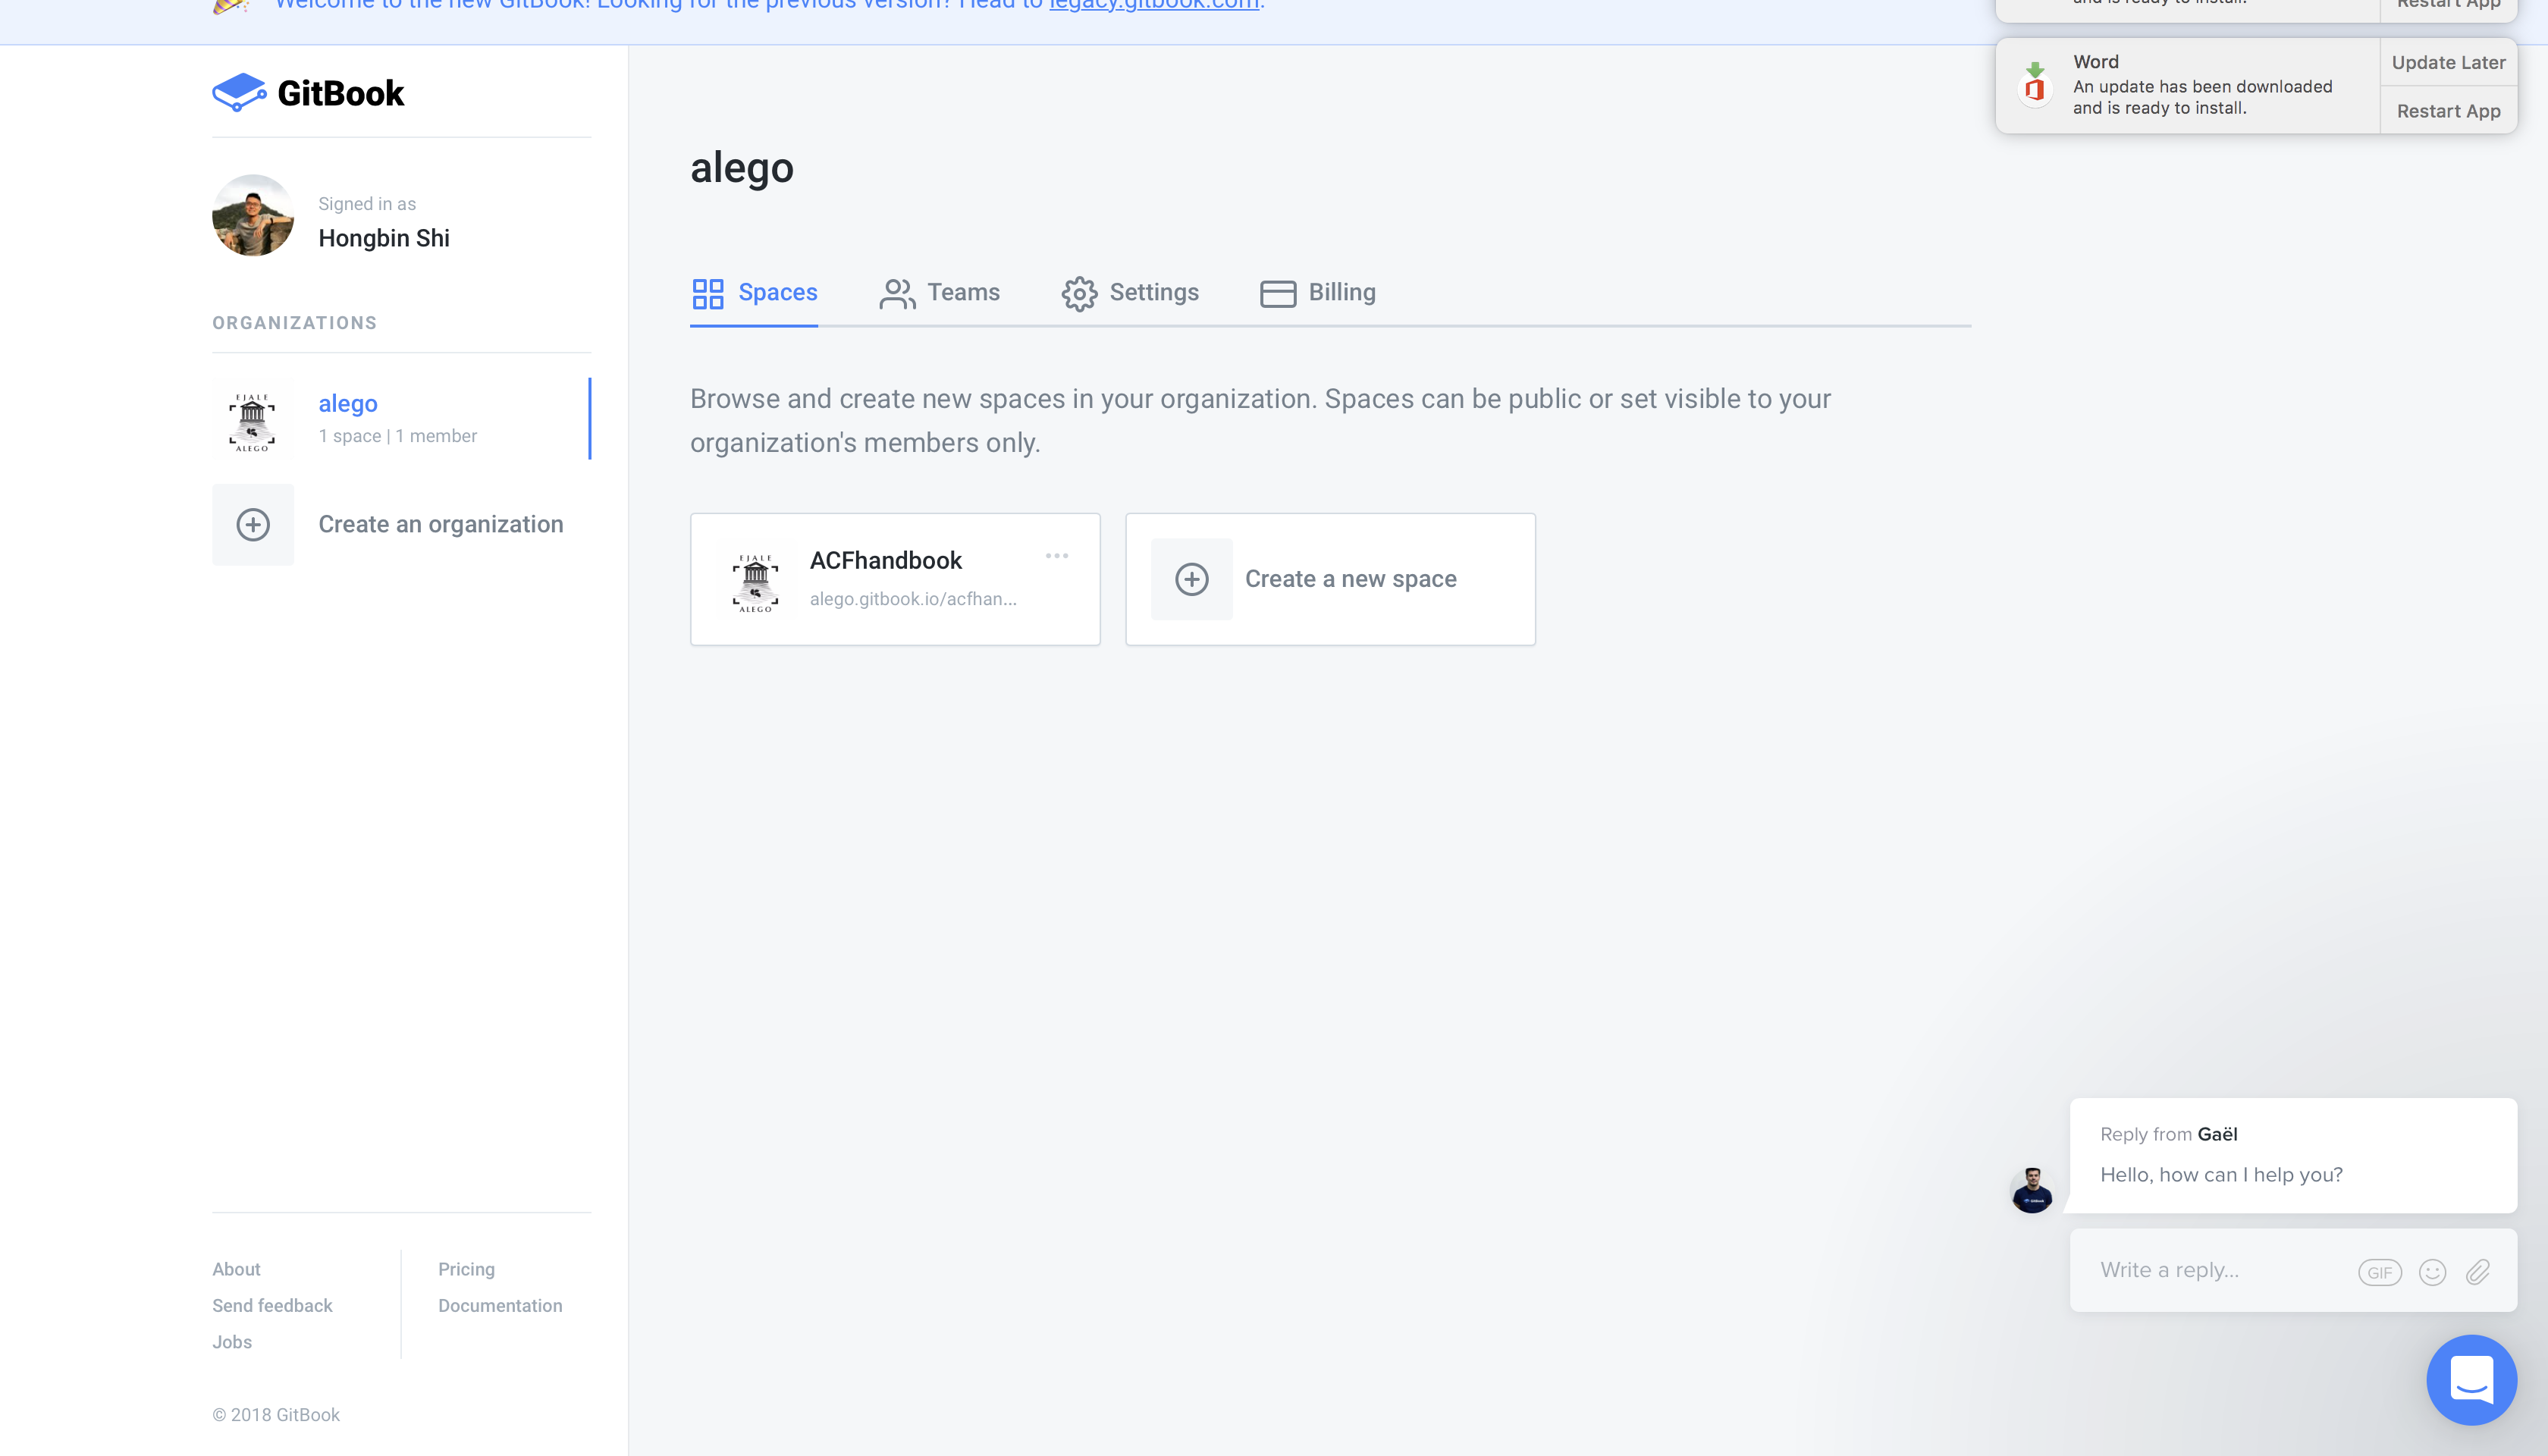 Welcome to the new GitBook! Looking for the previous version? Head to legacy.gitbook.com.
and is ready to install.
Restart App
Word
An update has been downloaded
and is ready to install.
Update Later
Restart App
GitBook
Signed in as
Hongbin Shi
ORGANIZATIONS
EJALE
ALEGO
alego
1 space | 1 member
Create an organization
alego
Spaces
Teams
Settings
Billing
Browse and create new spaces in your organization. Spaces can be public or set visible to your
organization's members only.
EJALE
ALEGO
ACFhandbook
alego.gitbook.io/acfhan...
Create a new space
Reply from Gaël
Hello, how can I help you?
Write a reply...
GIF
About
Send feedback
Jobs
Pricing
Documentation
© 2018 GitBook